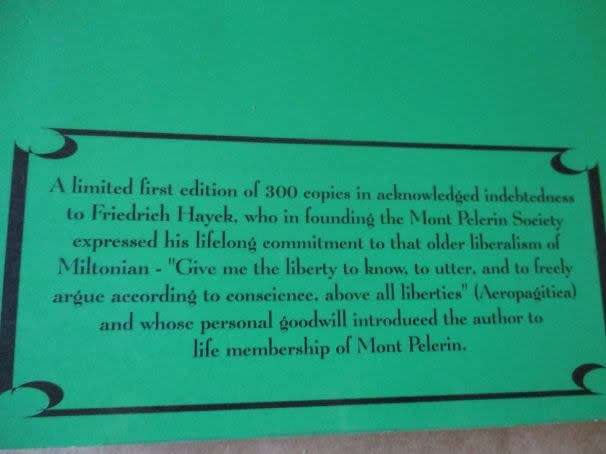 A limited first edition of 300 copies in acknowledged indebtedness
to Friedrich Hayek, who in founding the Mont Pelerin Society
expressed his lifelong commitment to that older liberalism of
Miltonian - "Give me the liberty to know, to utter, and to freely
argue according to conscience, above all liberties" (Aeropagitica)
and whose personal goodwill introduced the author to
life membership of Mont Pelerin.